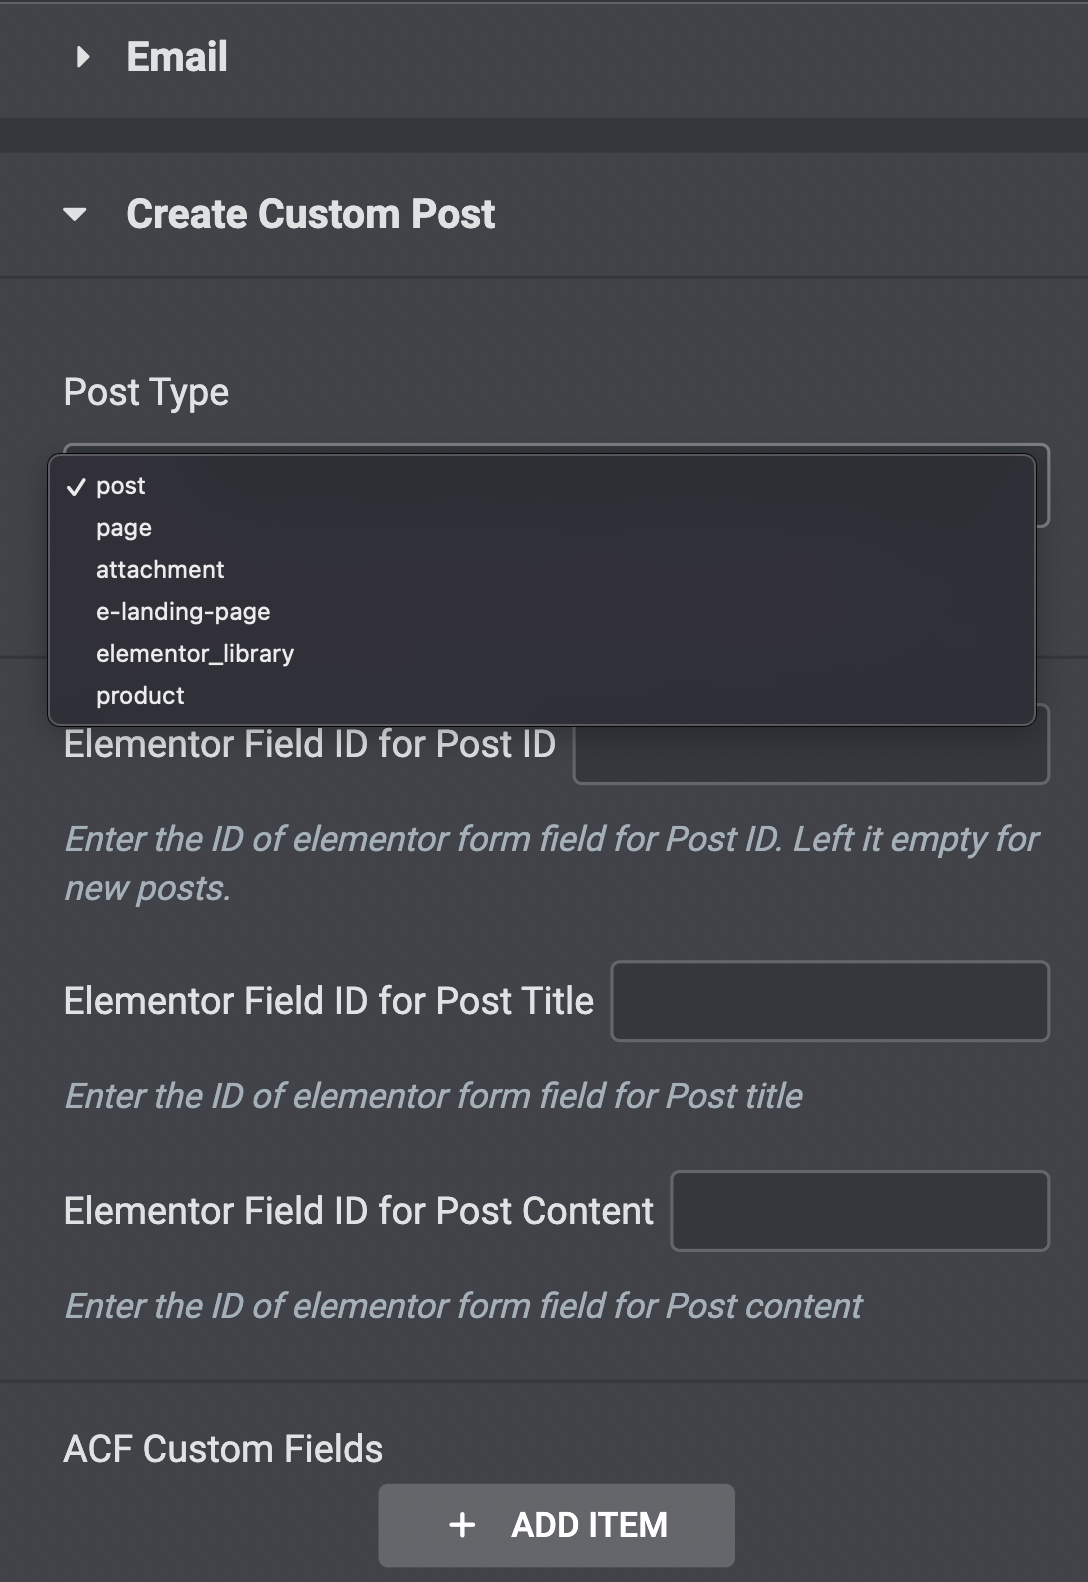 Email
Create Custom Post
Post Type
post
page
attachment
e-landing-page
elementor_library
product
Elementor Field ID for Post ID
Enter the ID of elementor form field for Post ID. Left it empty for
new posts.
Elementor Field ID for Post Title
Enter the ID of elementor form field for Post title
Elementor Field ID for Post Content
Enter the ID of elementor form field for Post content
ACF Custom Fields
+ ADD ITEM